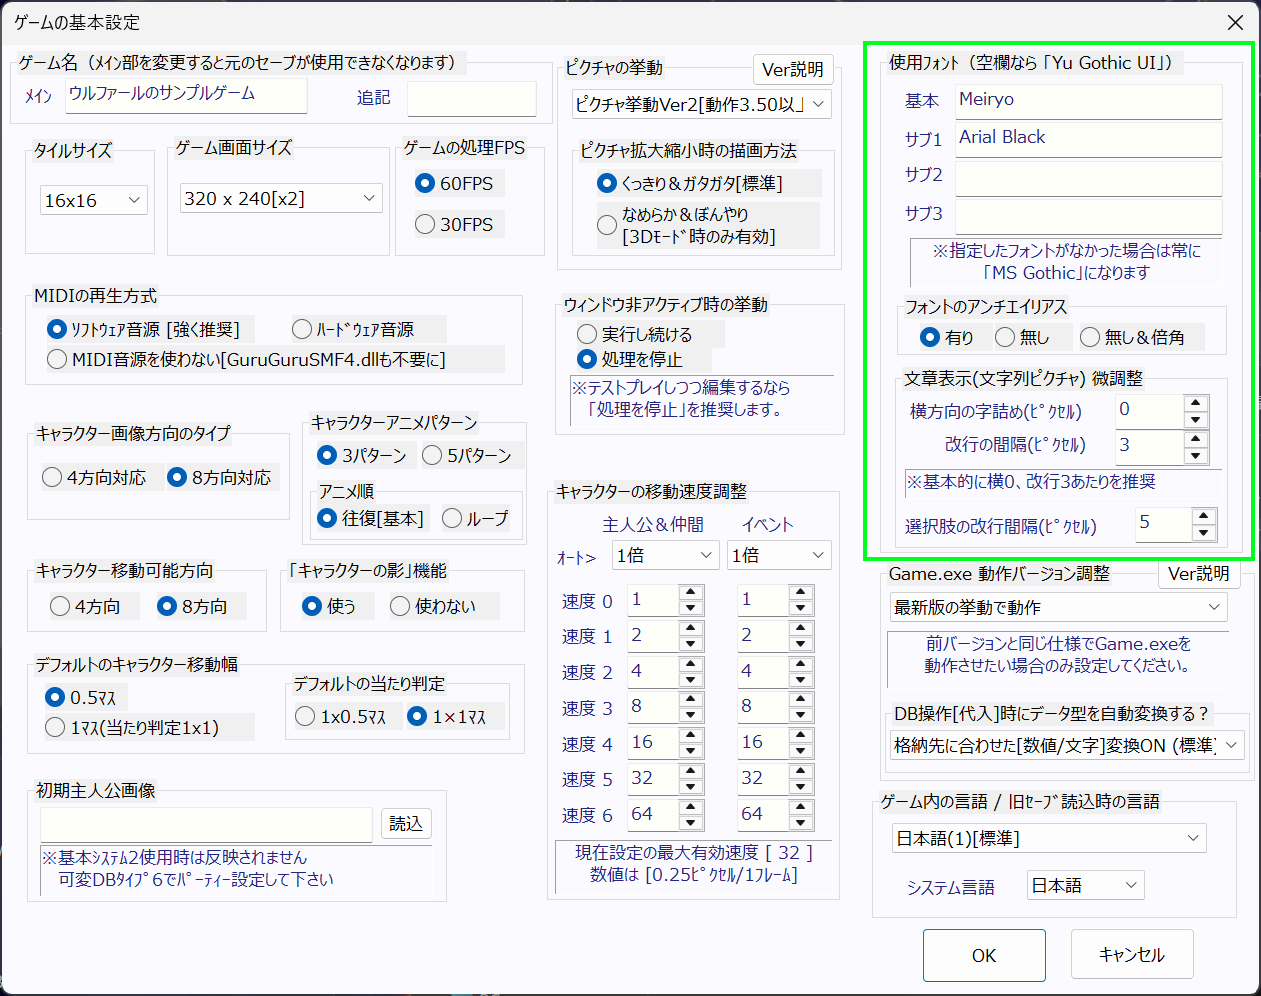 ゲームの基本設定
ゲーム名（メイン部を変更すると元のセーブが使用できなくなります）
メイン ウルファールのサンプルゲーム 追記
タイルサイズ
16x16
ゲーム画面サイズ
320 x 240[x2]
ゲームの処理FPS
60FPS
30FPS
MIDIの再生方式
ソフトウェア音源 [強く推奨] ハードウェア音源
MIDI音源を使わない[GuruGuruSMF4.dllも不要に]
キャラクター画像方向のタイプ
4方向対応 8方向対応
キャラクターアニメパターン
3パターン 5パターン
アニメ順
往復[基本] ループ
キャラクター移動可能方向
4方向 8方向
「キャラクターの影」機能
使う 使わない
デフォルトのキャラクター移動幅
0.5マス
1マス(当たり判定1x1)
デフォルトの当たり判定
1x0.5マス 1×1マス
初期主人公画像
読込
※基本システム2使用時は反映されません
可変DBタイプ6でパーティー設定して下さい
ピクチャの挙動 Ver説明
ピクチャ挙動Ver2[動作3.50以上
ピクチャ拡大縮小時の描画方法
くっきり＆ガタガタ[標準]
なめらか＆ぼんやり
[3Dモード時のみ有効]
ウィンドウ非アクティブ時の挙動
実行し続ける
処理を停止
※テストプレイしつつ編集するなら
「処理を停止」を推奨します。
キャラクターの移動速度調整
主人公＆仲間 イベント
オート> 1倍 1倍
速度 0 1 1
速度 1 2 2
速度 2 4 4
速度 3 8 8
速度 4 16 16
速度 5 32 32
速度 6 64 64
現在設定の最大有効速度 [ 32 ]
数値は [0.25ピクセル/1フレーム]
使用フォント（空欄なら「Yu Gothic UI」）
基本 Meiryo
サブ1 Arial Black
サブ2
サブ3
※指定したフォントがなかった場合は常に
「MS Gothic」になります
フォントのアンチエイリアス
有り 無し 無し＆倍角
文章表示(文字列ピクチャ) 微調整
横方向の字詰め(ピクセル) 0
改行の間隔(ピクセル) 3
※基本的に横0、改行3あたりを推奨
選択肢の改行間隔(ピクセル) 5
Game.exe 動作バージョン調整 Ver説明
最新版の挙動で動作
前バージョンと同じ仕様でGame.exeを
動作させたい場合のみ設定してください。
DB操作[代入]時にデータ型を自動変換する？
格納先に合わせた[数値/文字]変換ON (標準)
ゲーム内の言語 / 旧セーブ読込時の言語
日本語(1)[標準]
システム言語 日本語
OK キャンセル